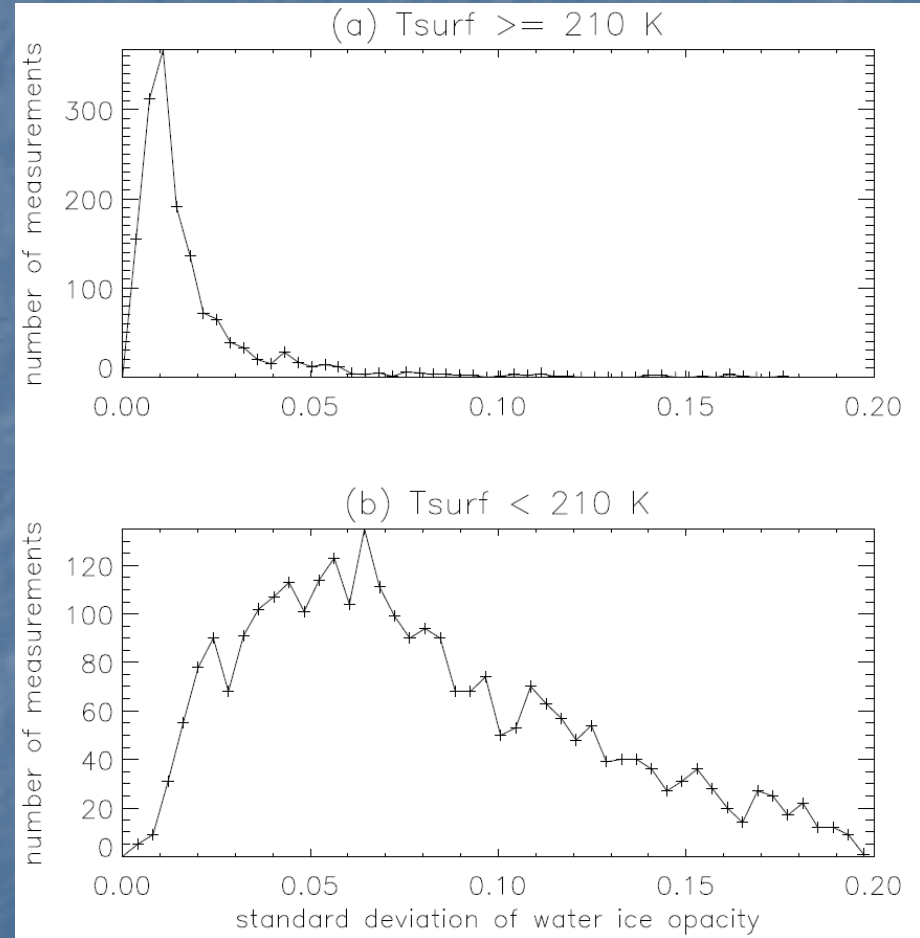 (a) Tsurf >= 210 K
number of measurements
300
200
100
0
0.00 0.05 0.10 0.15 0.20
(b) Tsurf < 210 K
number of measurements
120
100
80
60
40
20
0
0.00 0.05 0.10 0.15 0.20
standard deviation of water ice opacity